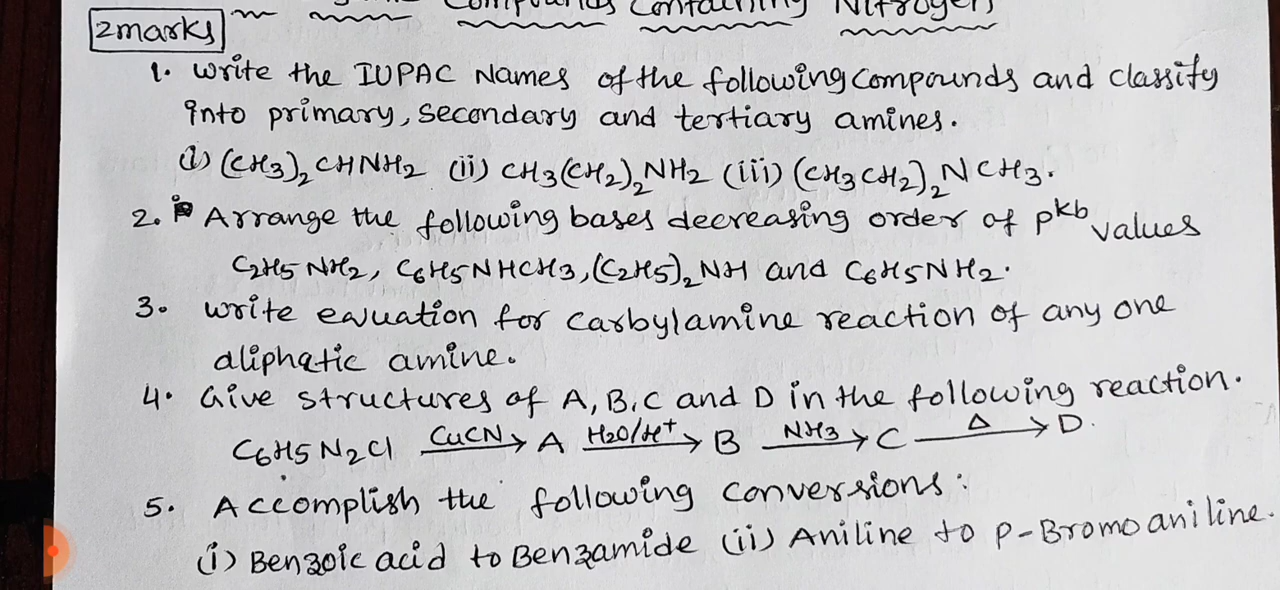 Compounds Containing Nitrogen
2marks
1. Write the IUPAC Names of the following compounds and classify
into primary, secondary and tertiary amines.
(i) (CH3)2 CHNH2 (ii) CH3(CH2)2NH2 (iii) (CH3CH2)2NCH3.
2. Arrange the following bases decreasing order of pkb values
C2H5NH2, C6H5NHCH3, (C2H5)2NH and C6H5NH2.
3. Write euuation for carbylamine reaction of any one
aliphatic amine.
4. Give structures of A, B, C and D in the following reaction.
C6H5N2Cl CuCN→ A H2O/H+→ B NH3→ C Δ→ D.
5. Accomplish the following conversions:
(i) Benzoic acid to Benzamide (ii) Aniline to p-Bromoaniline.